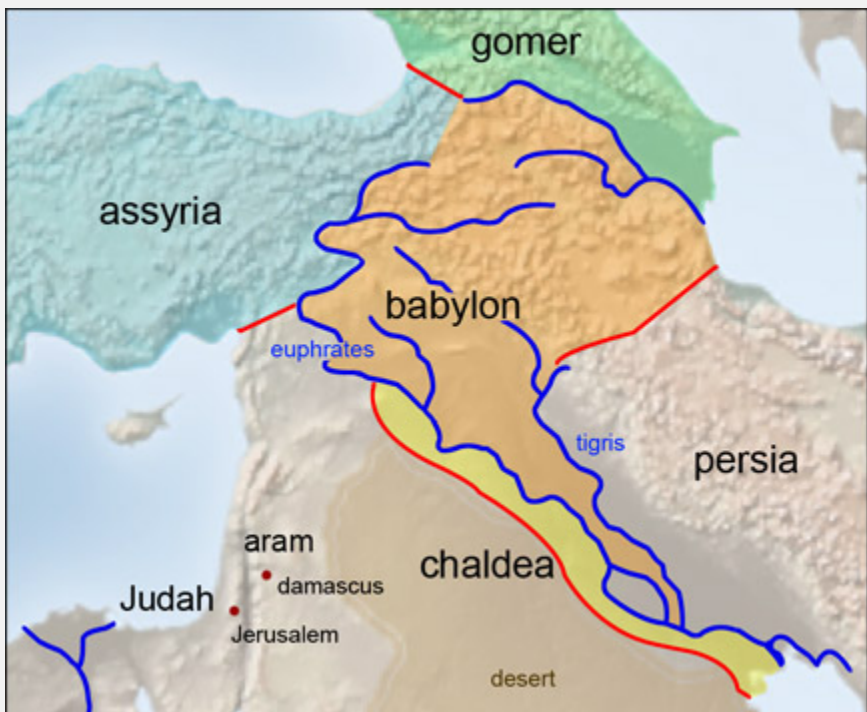 gomer
assyria
babylon
euphrates
tigris
persia
aram
chaldea
damascus
Judah
Jerusalem
desert